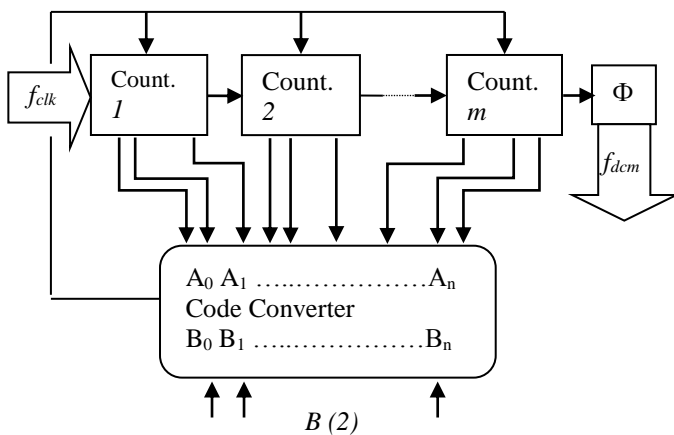 f_clk
Count.
1
Count.
2
Count.
m
Φ
f_dcm
A₀ A₁ …..……………A_n
Code Converter
B₀ B₁ …..……………B_n
B (2)